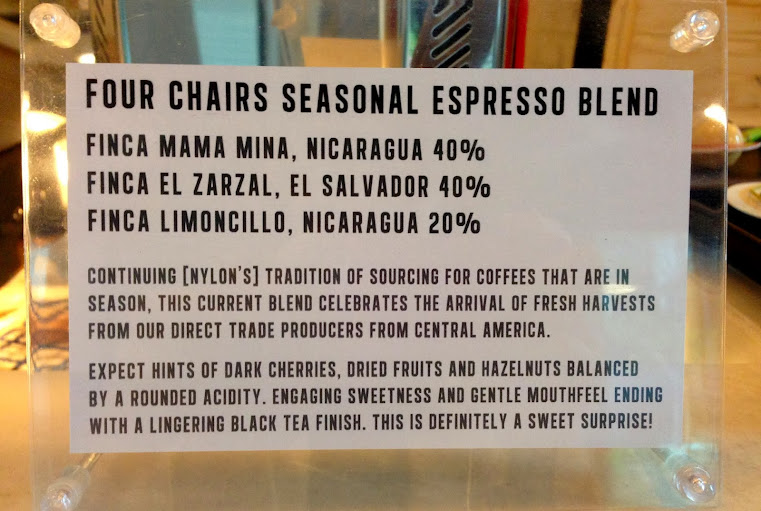 FOUR CHAIRS SEASONAL ESPRESSO BLEND
FINCA MAMA MINA, NICARAGUA 40%
FINCA EL ZARZAL, EL SALVADOR 40%
FINCA LIMONCILLO, NICARAGUA 20%
CONTINUING [NYLON'S] TRADITION OF SOURCING FOR COFFEES THAT ARE IN
SEASON, THIS CURRENT BLEND CELEBRATES THE ARRIVAL OF FRESH HARVESTS
FROM OUR DIRECT TRADE PRODUCERS FROM CENTRAL AMERICA.
EXPECT HINTS OF DARK CHERRIES, DRIED FRUITS AND HAZELNUTS BALANCED
BY A ROUNDED ACIDITY. ENGAGING SWEETNESS AND GENTLE MOUTHFEEL ENDING
WITH A LINGERING BLACK TEA FINISH. THIS IS DEFINITELY A SWEET SURPRISE!